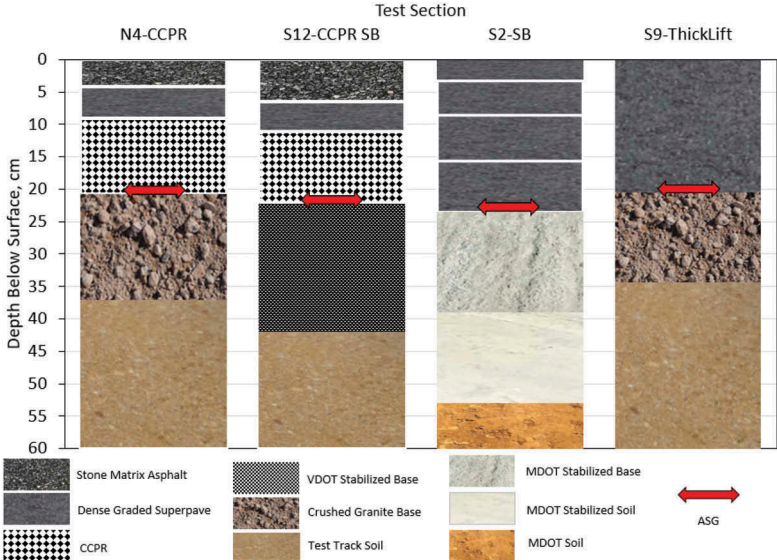 Test Section
N4-CCPR S12-CCPR SB S2-SB S9-ThickLift
Depth Below Surface, cm
0
5
10
15
20
25
30
35
40
45
50
55
60
Stone Matrix Asphalt
Dense Graded Superpave
CCPR
VDOT Stabilized Base
Crushed Granite Base
Test Track Soil
MDOT Stabilized Base
MDOT Stabilized Soil
MDOT Soil
ASG